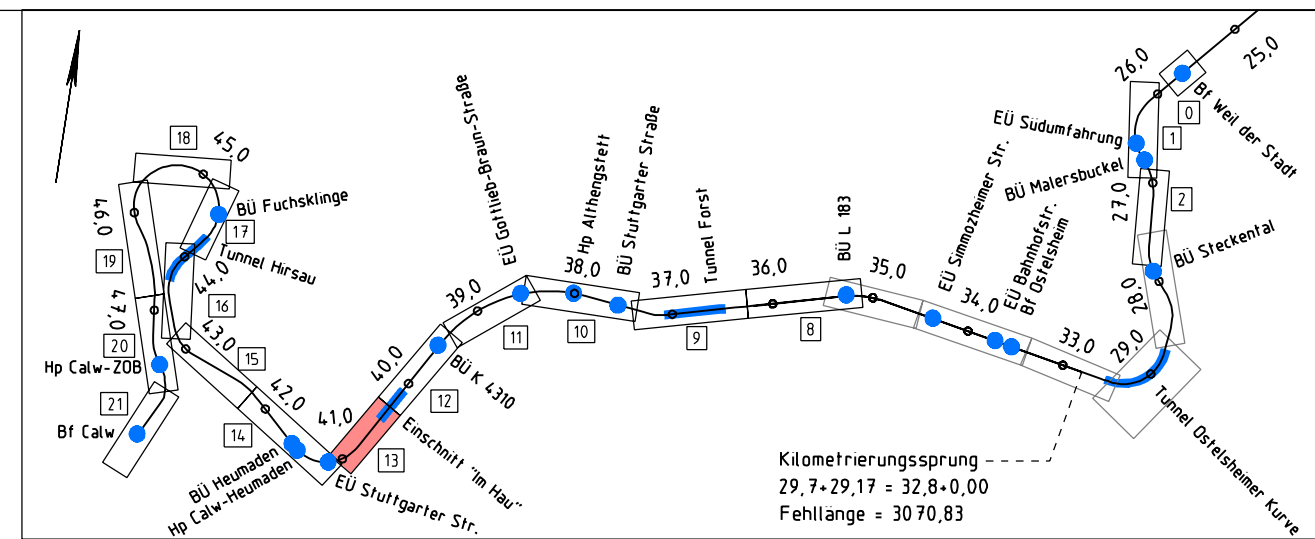 25,0
26,0
0
Bf Weil der Stadt
EÜ Südumfahrung
1
BÜ Malersbuckel
27,0
2
BÜ Steckental
28,0
29,0
Tunnel Ostelsheimer Kurve
33,0
Kilometrierungssprung
29,7+29,17 = 32,8+0,00
Fehllänge = 3070,83
EÜ Bahnhofstr.
Bf Ostelsheim
34,0
EÜ Simmozheimer Str.
35,0
BÜ L 183
8
36,0
Tunnel Forst
9
37,0
BÜ Stuttgarter Straße
Hp Althengstett
38,0
10
EÜ Gottlieb-Braun-Straße
11
39,0
BÜ K 4310
40,0
12
Einschnitt "Im Hau"
13
41,0
EÜ Stuttgarter Str.
BÜ Heumaden
Hp Calw-Heumaden
14
42,0
15
43,0
16
44,0
Tunnel Hirsau
17
BÜ Fuchsklinge
45,0
18
46,0
19
47,0
20
Hp Calw-ZOB
21
Bf Calw